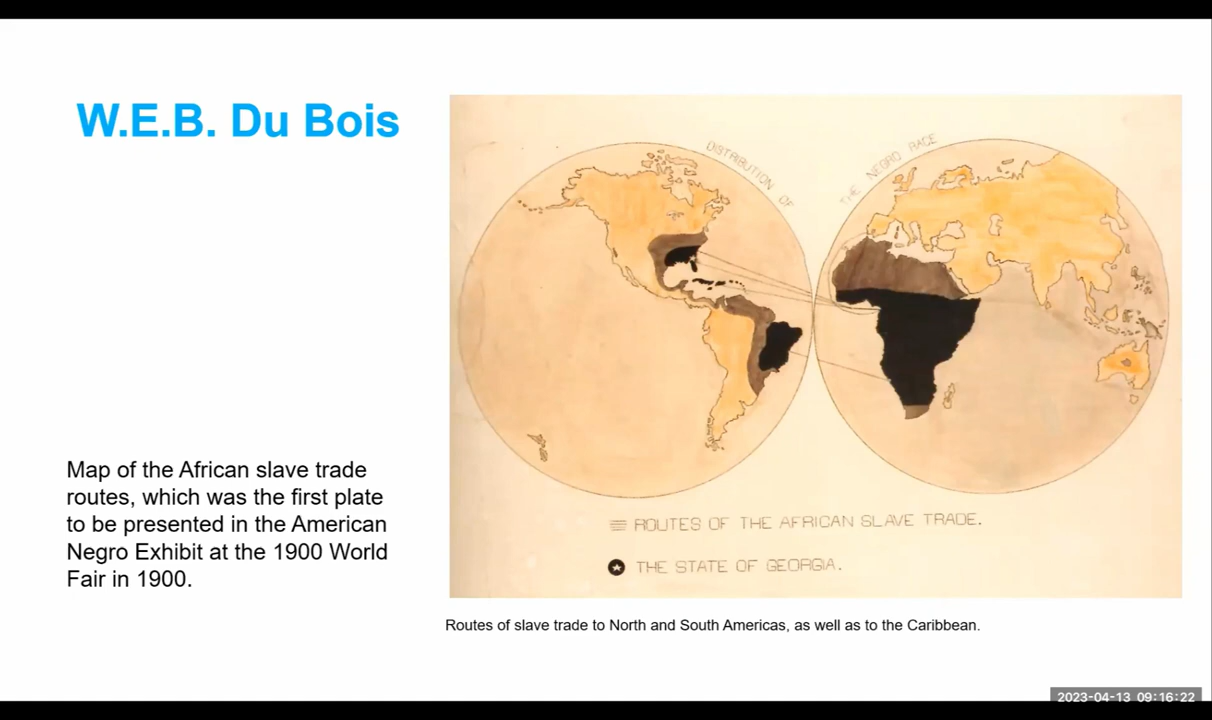 W.E.B. Du Bois
Map of the African slave trade
routes, which was the first plate
to be presented in the American
Negro Exhibit at the 1900 World
Fair in 1900.
DISTRIBUTION OF
THE NEGRO RACE
ROUTES OF THE AFRICAN SLAVE TRADE.
THE STATE OF GEORGIA.
Routes of slave trade to North and South Americas, as well as to the Caribbean.
2023-04-13 09:16:22